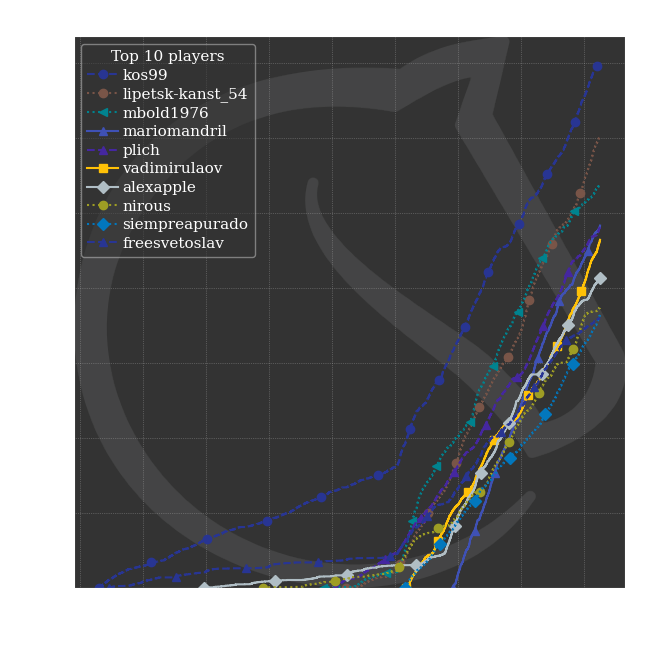 Top 10 players
kos99
lipetsk-kanst_54
mbold1976
mariomandril
plich
vadimirulaov
alexapple
nirous
siempreapurado
freesvetoslav